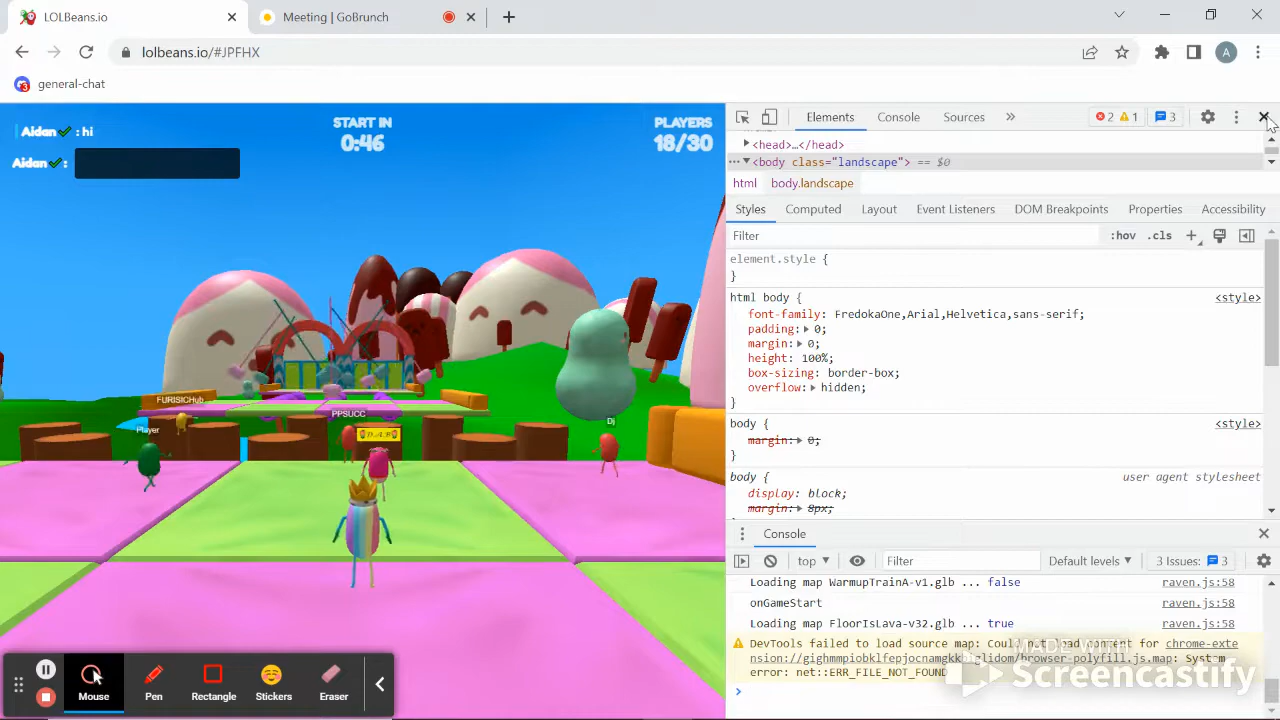 LOLBeans.io
Meeting | GoBrunch
lolbeans.io/#JPFHX
A
3
general-chat
Aidan : hi
START IN
PLAYERS
0:46
18/30
Aidan :
FURISICHub
PPSUCC
Player
D.A.B
Dj
Mouse
Pen
Rectangle
Stickers
Eraser
Elements
Console
Sources
2
1
3
<head>…</head>
<body class="landscape"> == $0
html
body.landscape
Styles
Computed
Layout
Event Listeners
DOM Breakpoints
Properties
Accessibility
Filter
:hov
.cls
element.style {
}
html body {
<style>
font-family: FredokaOne,Arial,Helvetica,sans-serif;
padding: 0;
margin: 0;
height: 100%;
box-sizing: border-box;
overflow: hidden;
}
body {
<style>
margin: 0;
}
body {
user agent stylesheet
display: block;
margin: 8px;
Console
top
Filter
Default levels
3 Issues: 3
Loading map WarmupTrainA-v1.glb ... false
raven.js:58
onGameStart
raven.js:58
Loading map FloorIsLava-v32.glb ... true
raven.js:58
DevTools failed to load source map: Could not load content for chrome-exte
error: net::ERR_FILE_NOT_FOUND
MADE WITH
Screencastify